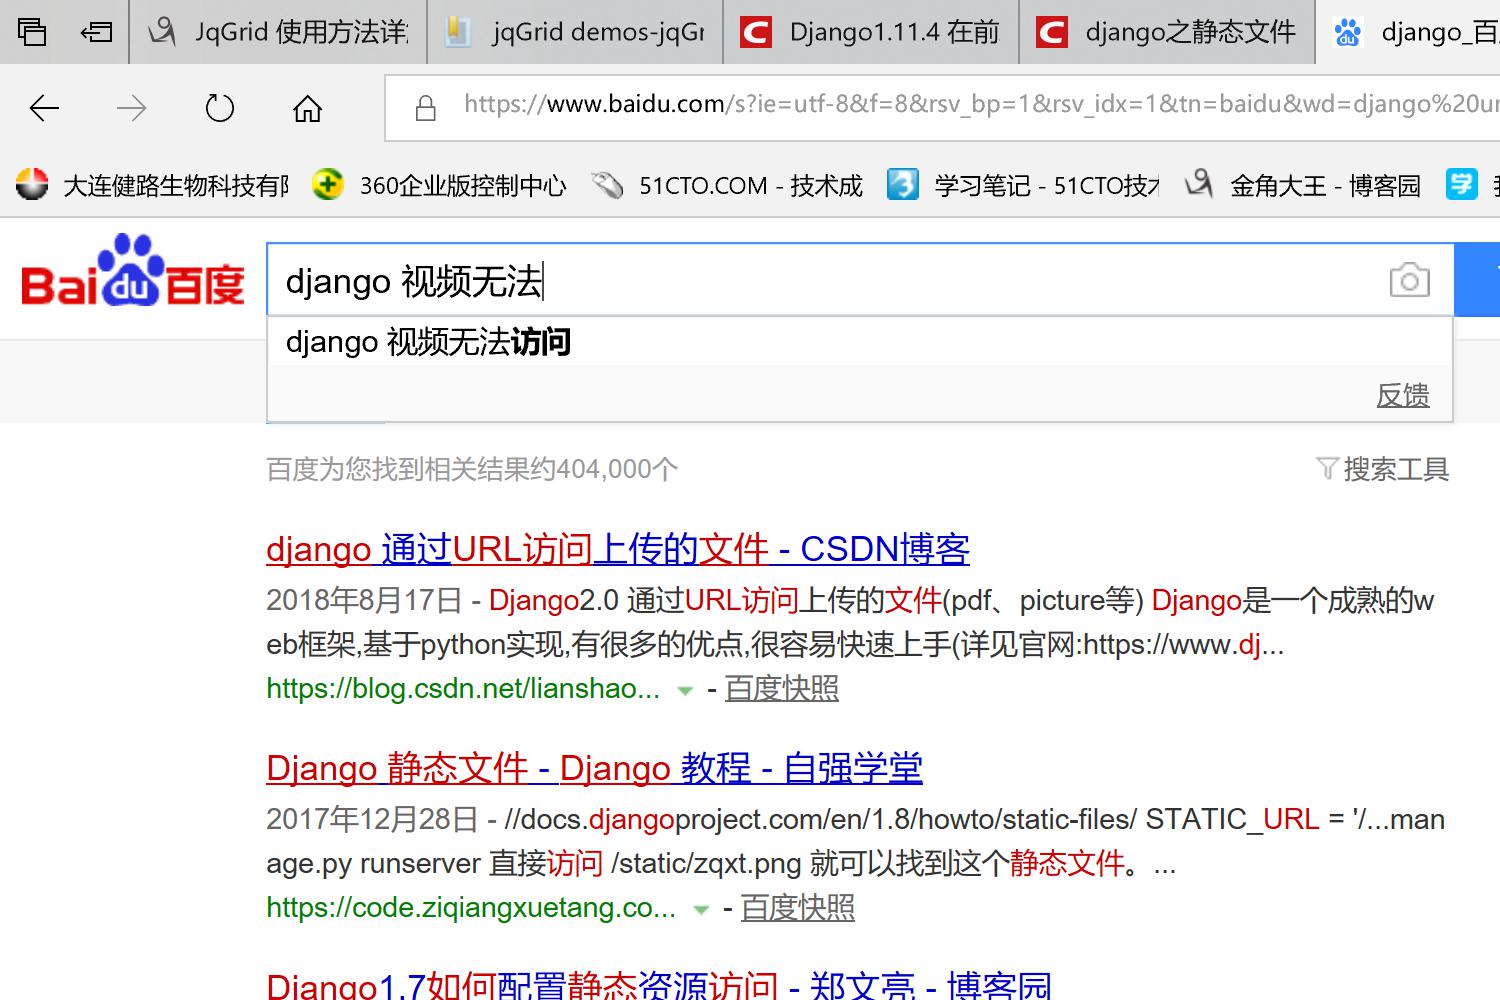 JqGrid 使用方法详
jqGrid demos-jqGr
Django1.11.4 在前
django之静态文件
django_百
https://www.baidu.com/s?ie=utf-8&f=8&rsv_bp=1&rsv_idx=1&tn=baidu&wd=django%20ur
大连健路生物科技有限
360企业版控制中心
51CTO.COM - 技术成
学习笔记 - 51CTO技术
金角大王 - 博客园
学
Baidu百度
django 视频无法
django 视频无法访问
反馈
百度为您找到相关结果约404,000个
搜索工具
django 通过URL访问上传的文件 - CSDN博客
2018年8月17日 - Django2.0 通过URL访问上传的文件(pdf、picture等) Django是一个成熟的w
eb框架,基于python实现,有很多的优点,很容易快速上手(详见官网:https://www.dj...
https://blog.csdn.net/lianshao... - 百度快照
Django 静态文件 - Django 教程 - 自强学堂
2017年12月28日 - //docs.djangoproject.com/en/1.8/howto/static-files/ STATIC_URL = '/...man
age.py runserver 直接访问 /static/zqxt.png 就可以找到这个静态文件。...
https://code.ziqiangxuetang.co... - 百度快照
Django1.7如何配置静态资源访问 - 郑文亮 - 博客园